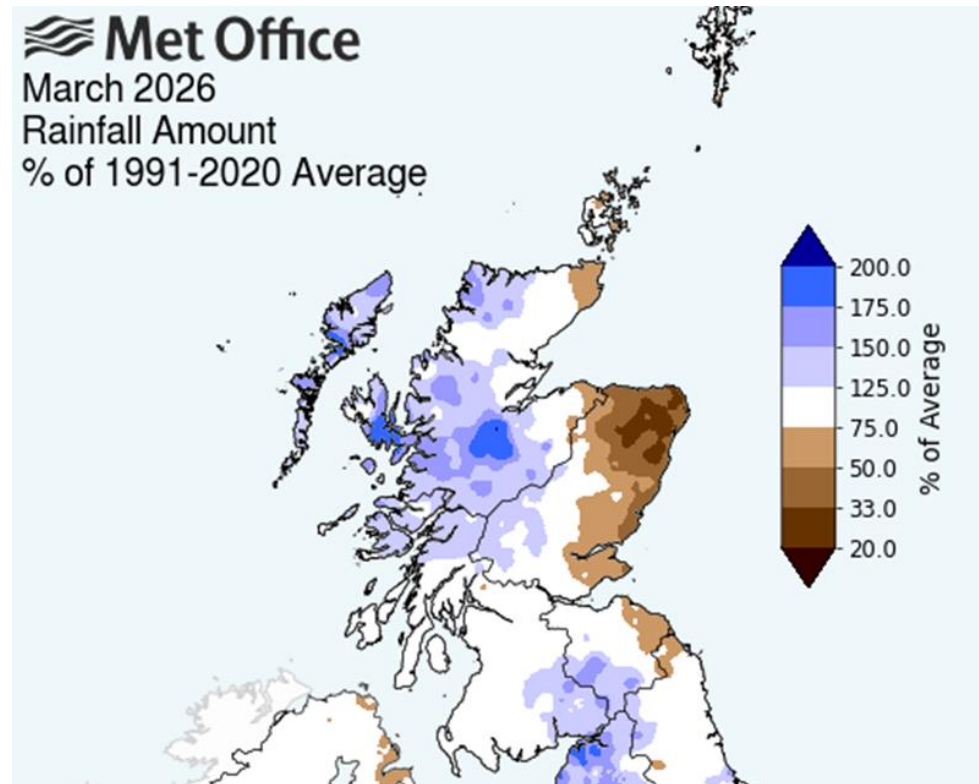 Met Office
March 2026
Rainfall Amount
% of 1991-2020 Average
200.0
175.0
150.0
125.0
75.0
50.0
33.0
20.0
% of Average